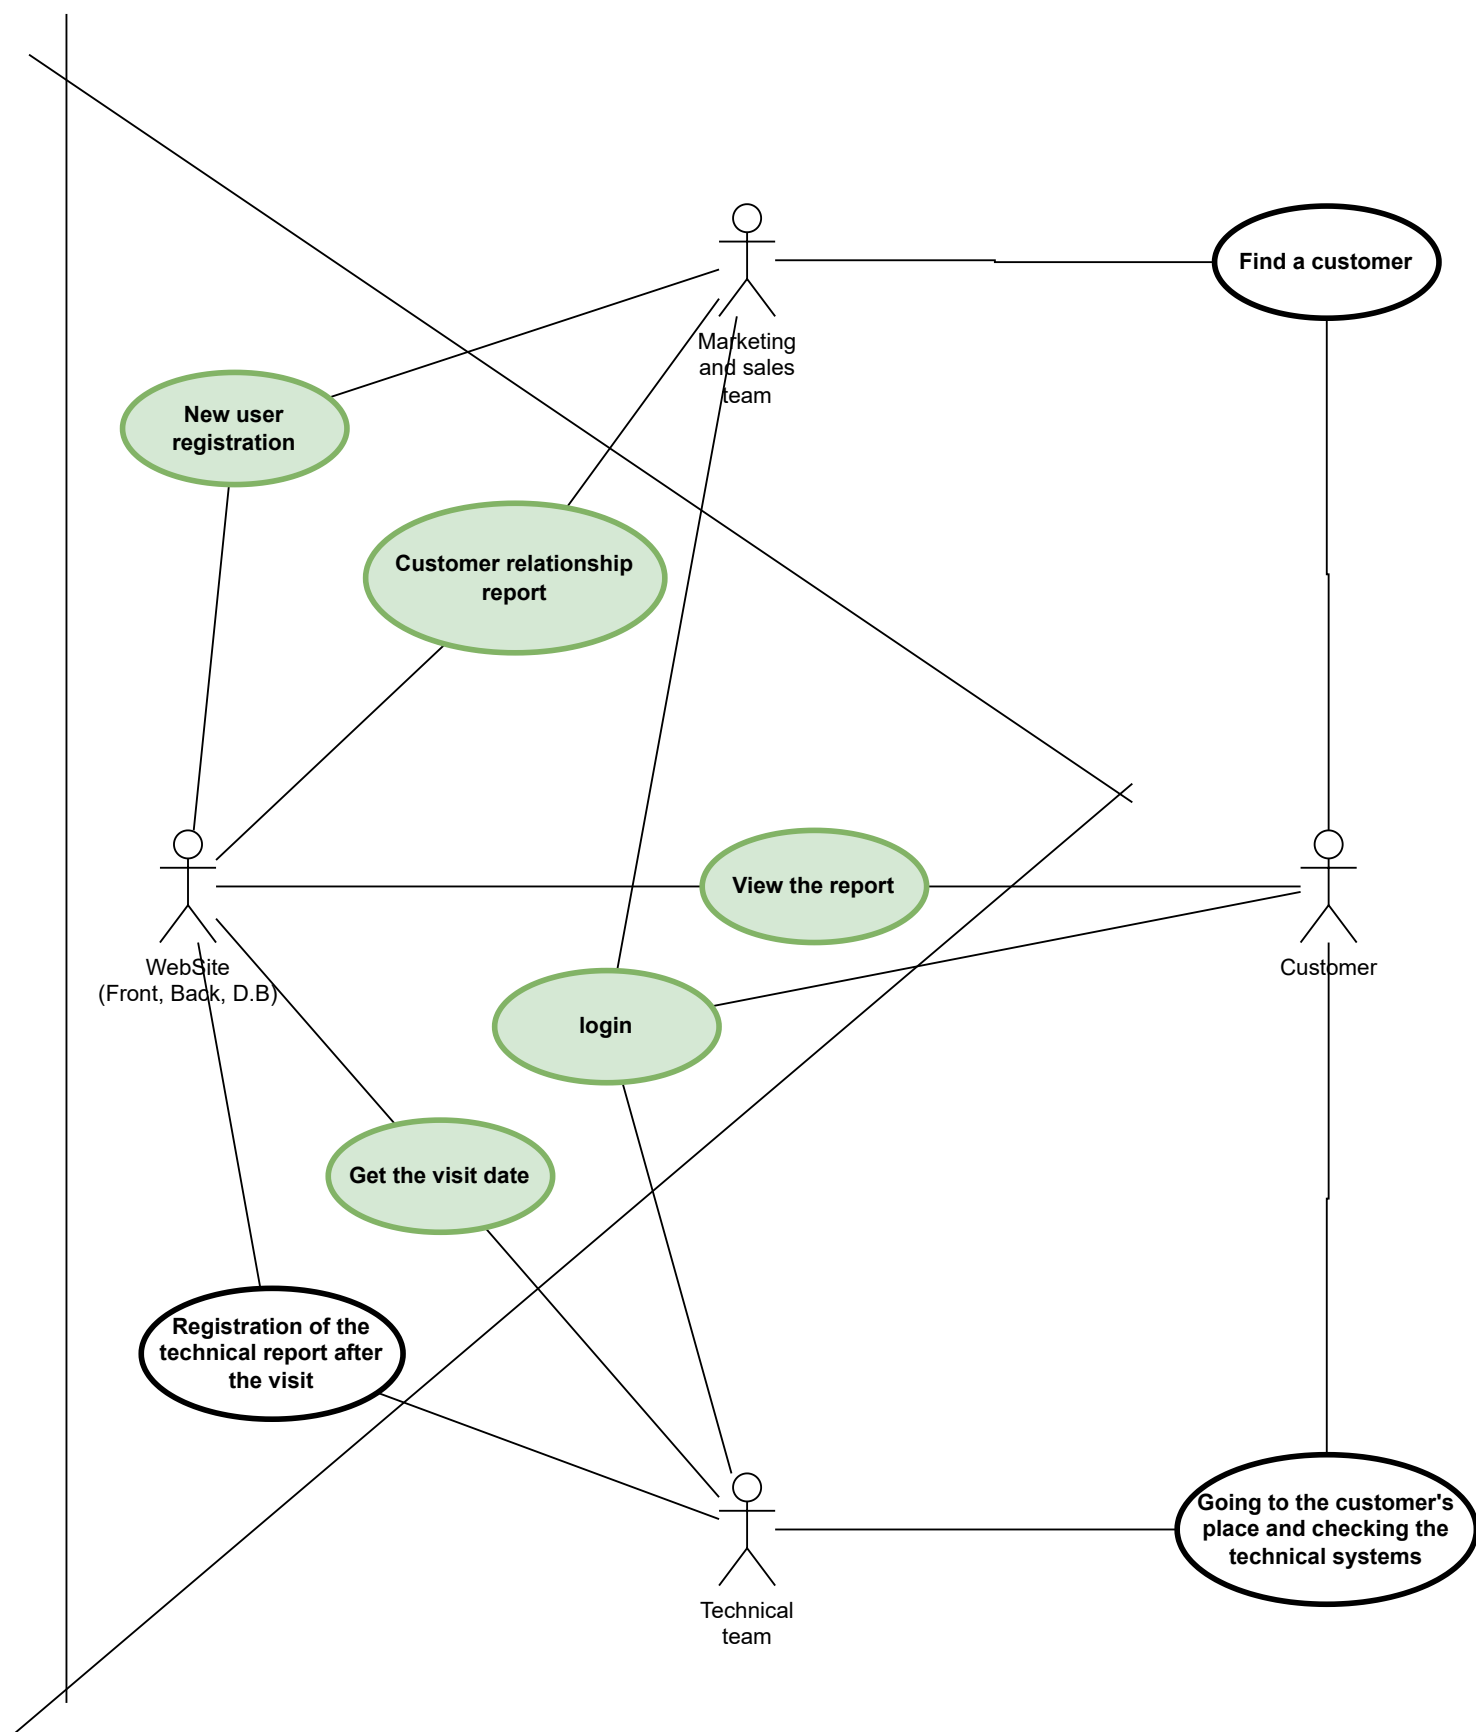 Find a customer
Marketing
and sales
team
New user
registration
Customer relationship
report
View the report
WebSite
(Front, Back, D.B)
Customer
login
Get the visit date
Registration of the
technical report after
the visit
Going to the customer's
place and checking the
technical systems
Technical
team